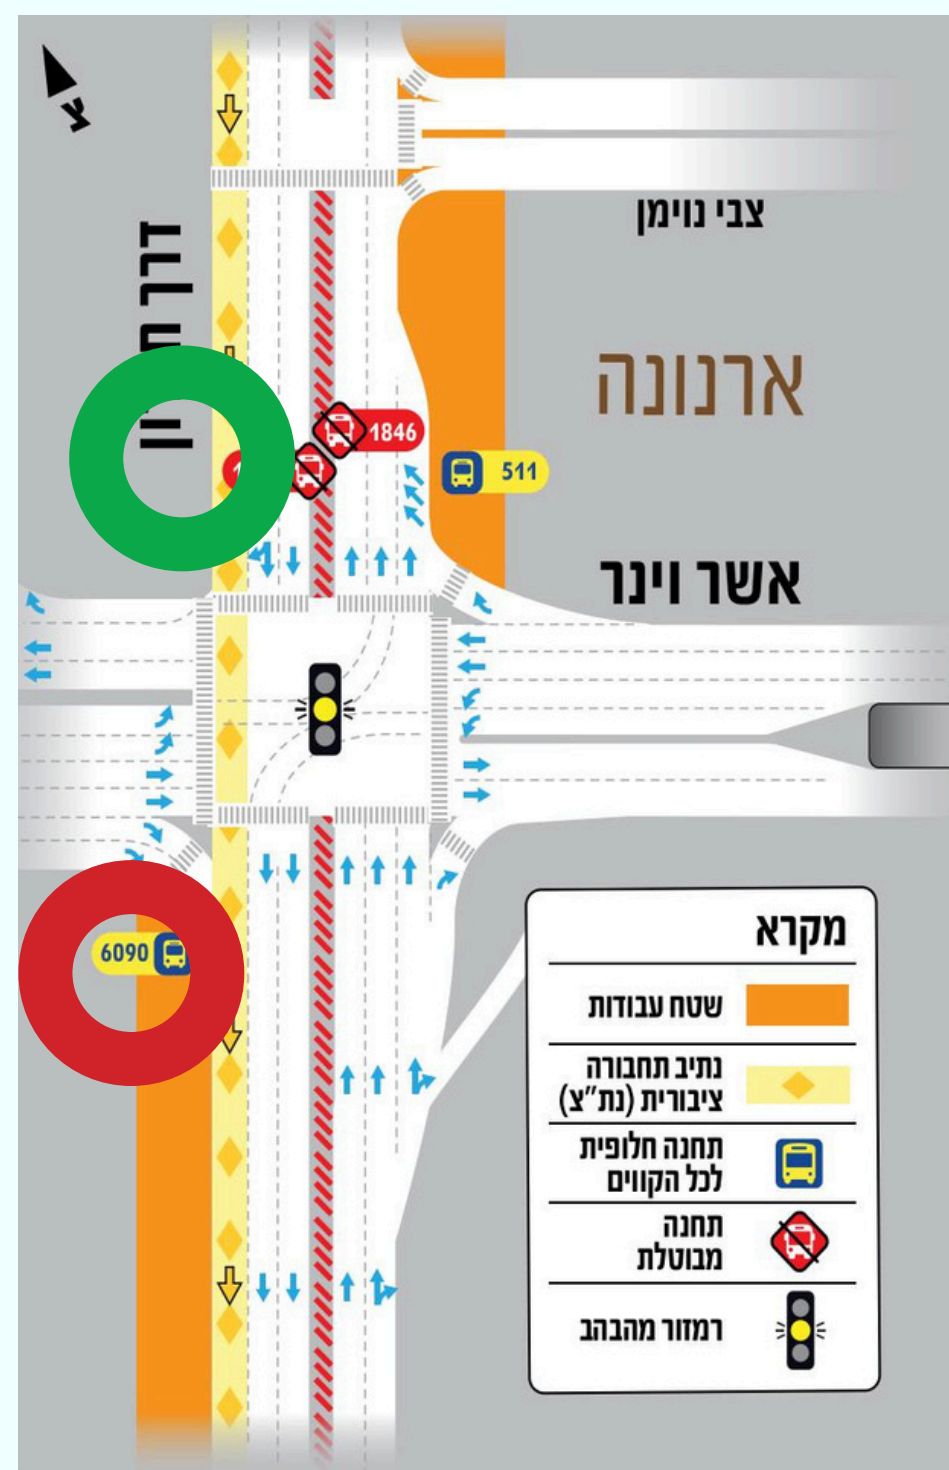 צ
צבי נוימן
דרך
ארנונה
1846
511
אשר וינר
6090
מקרא
שטח עבודות
נתיב תחבורה
ציבורית (נת"צ)
תחנה חלופית
לכל הקווים
תחנה
מבוטלת
רמזור מהבהב